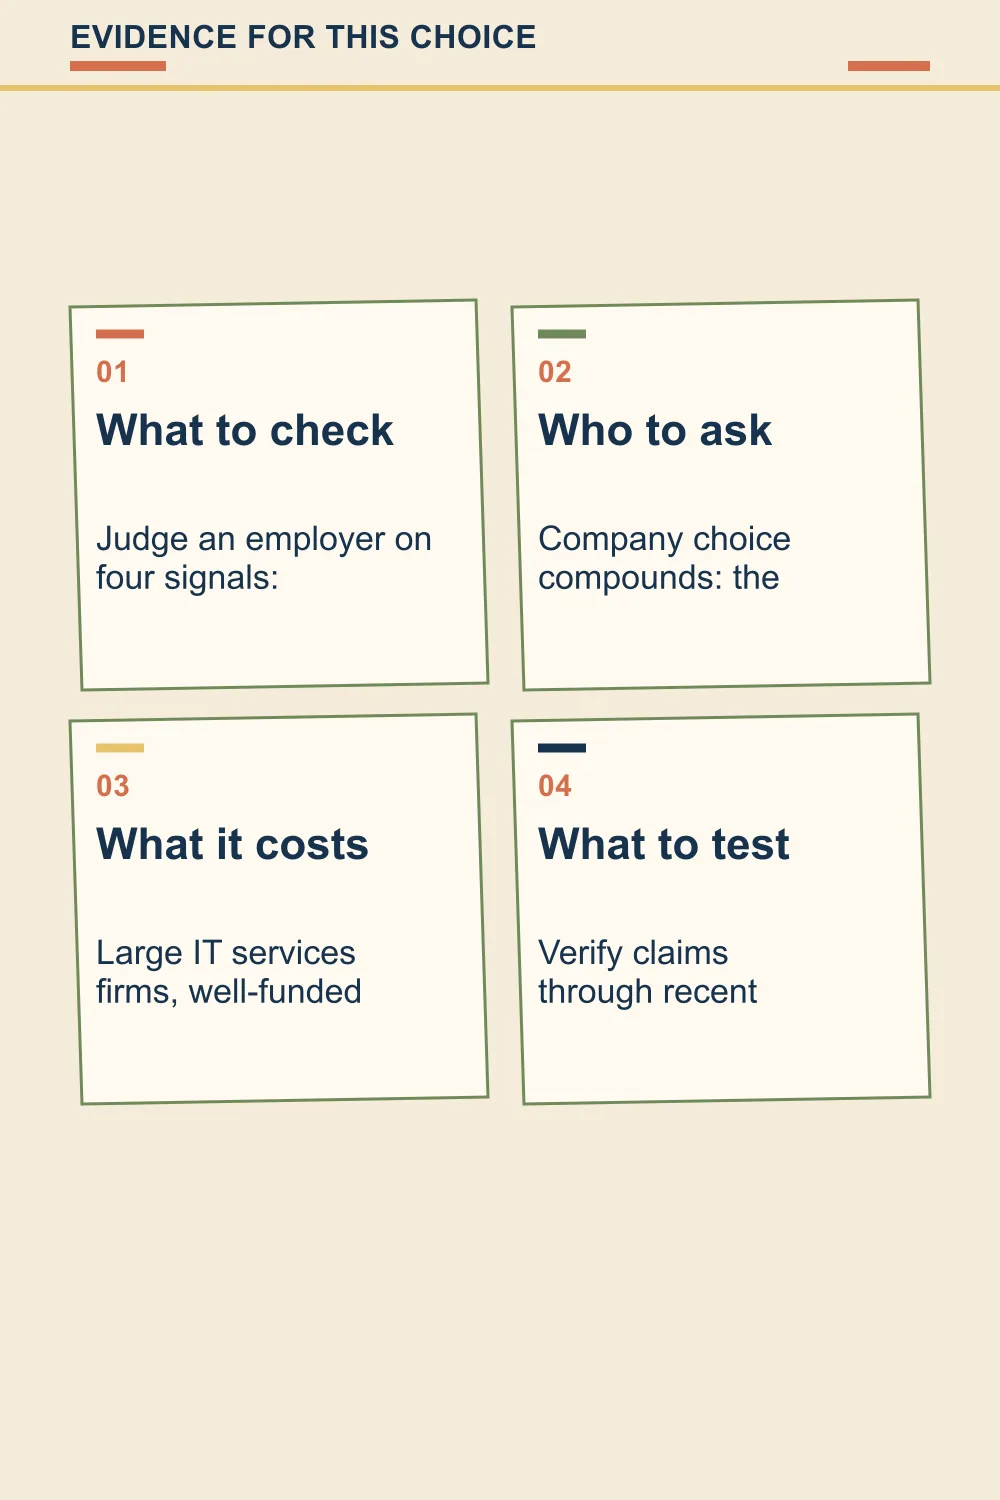 EVIDENCE FOR THIS CHOICE
01
What to check
Judge an employer on
four signals:
02
Who to ask
Company choice
compounds: the
03
What it costs
Large IT services
firms, well-funded
04
What to test
Verify claims
through recent